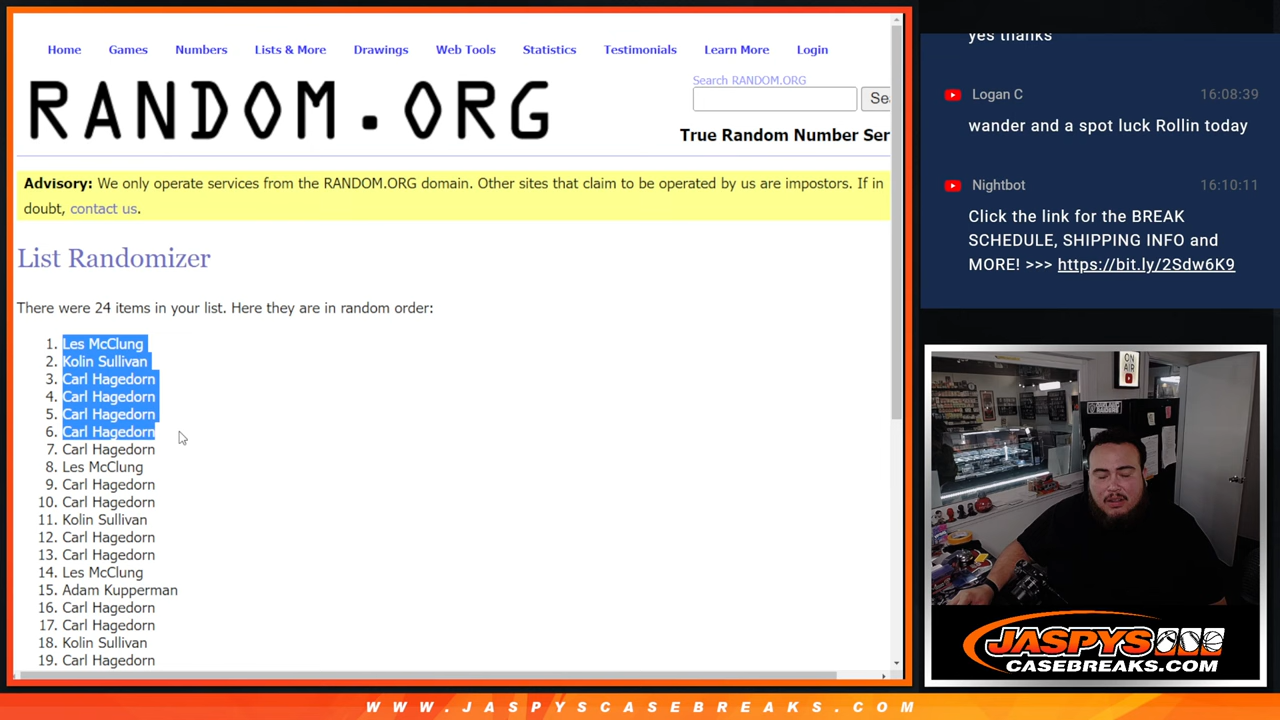 Home Games Numbers Lists & More Drawings Web Tools Statistics Testimonials Learn More Login
RANDOM.ORG
Search RANDOM.ORG
Sea
True Random Number Ser
Advisory: We only operate services from the RANDOM.ORG domain. Other sites that claim to be operated by us are impostors. If in
doubt, contact us.
List Randomizer
There were 24 items in your list. Here they are in random order:
1. Les McClung
2. Kolin Sullivan
3. Carl Hagedorn
4. Carl Hagedorn
5. Carl Hagedorn
6. Carl Hagedorn
7. Carl Hagedorn
8. Les McClung
9. Carl Hagedorn
10. Carl Hagedorn
11. Kolin Sullivan
12. Carl Hagedorn
13. Carl Hagedorn
14. Les McClung
15. Adam Kupperman
16. Carl Hagedorn
17. Carl Hagedorn
18. Kolin Sullivan
19. Carl Hagedorn
yes thanks
Logan C 16:08:39
wander and a spot luck Rollin today
Nightbot 16:10:11
Click the link for the BREAK
SCHEDULE, SHIPPING INFO and
MORE! >>> https://bit.ly/2Sdw6K9
ON
AIR
JASPYS
CASEBREAKS.COM
WWW.JASPYSCASEBREAKS.COM